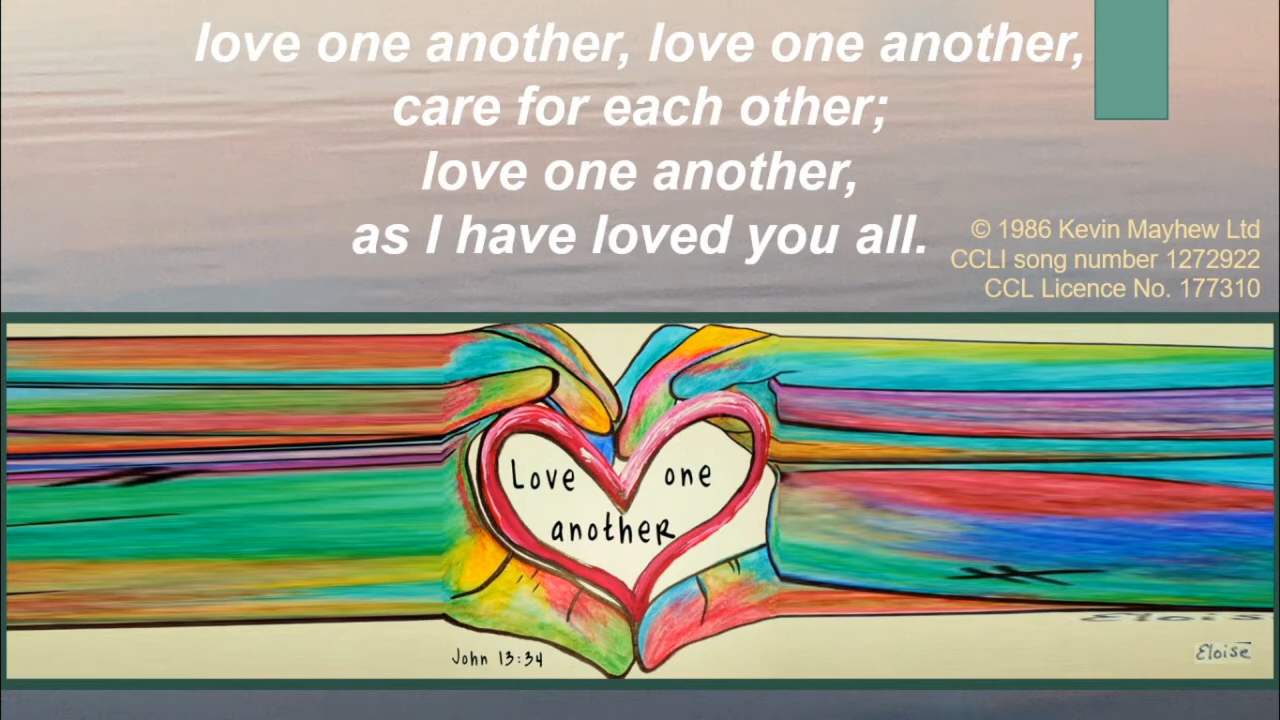 love one another, love one another,
care for each other;
love one another,
as I have loved you all.
© 1986 Kevin Mayhew Ltd
CCLI song number 1272922
CCL Licence No. 177310
Love one
another
John 13:34
Eloise